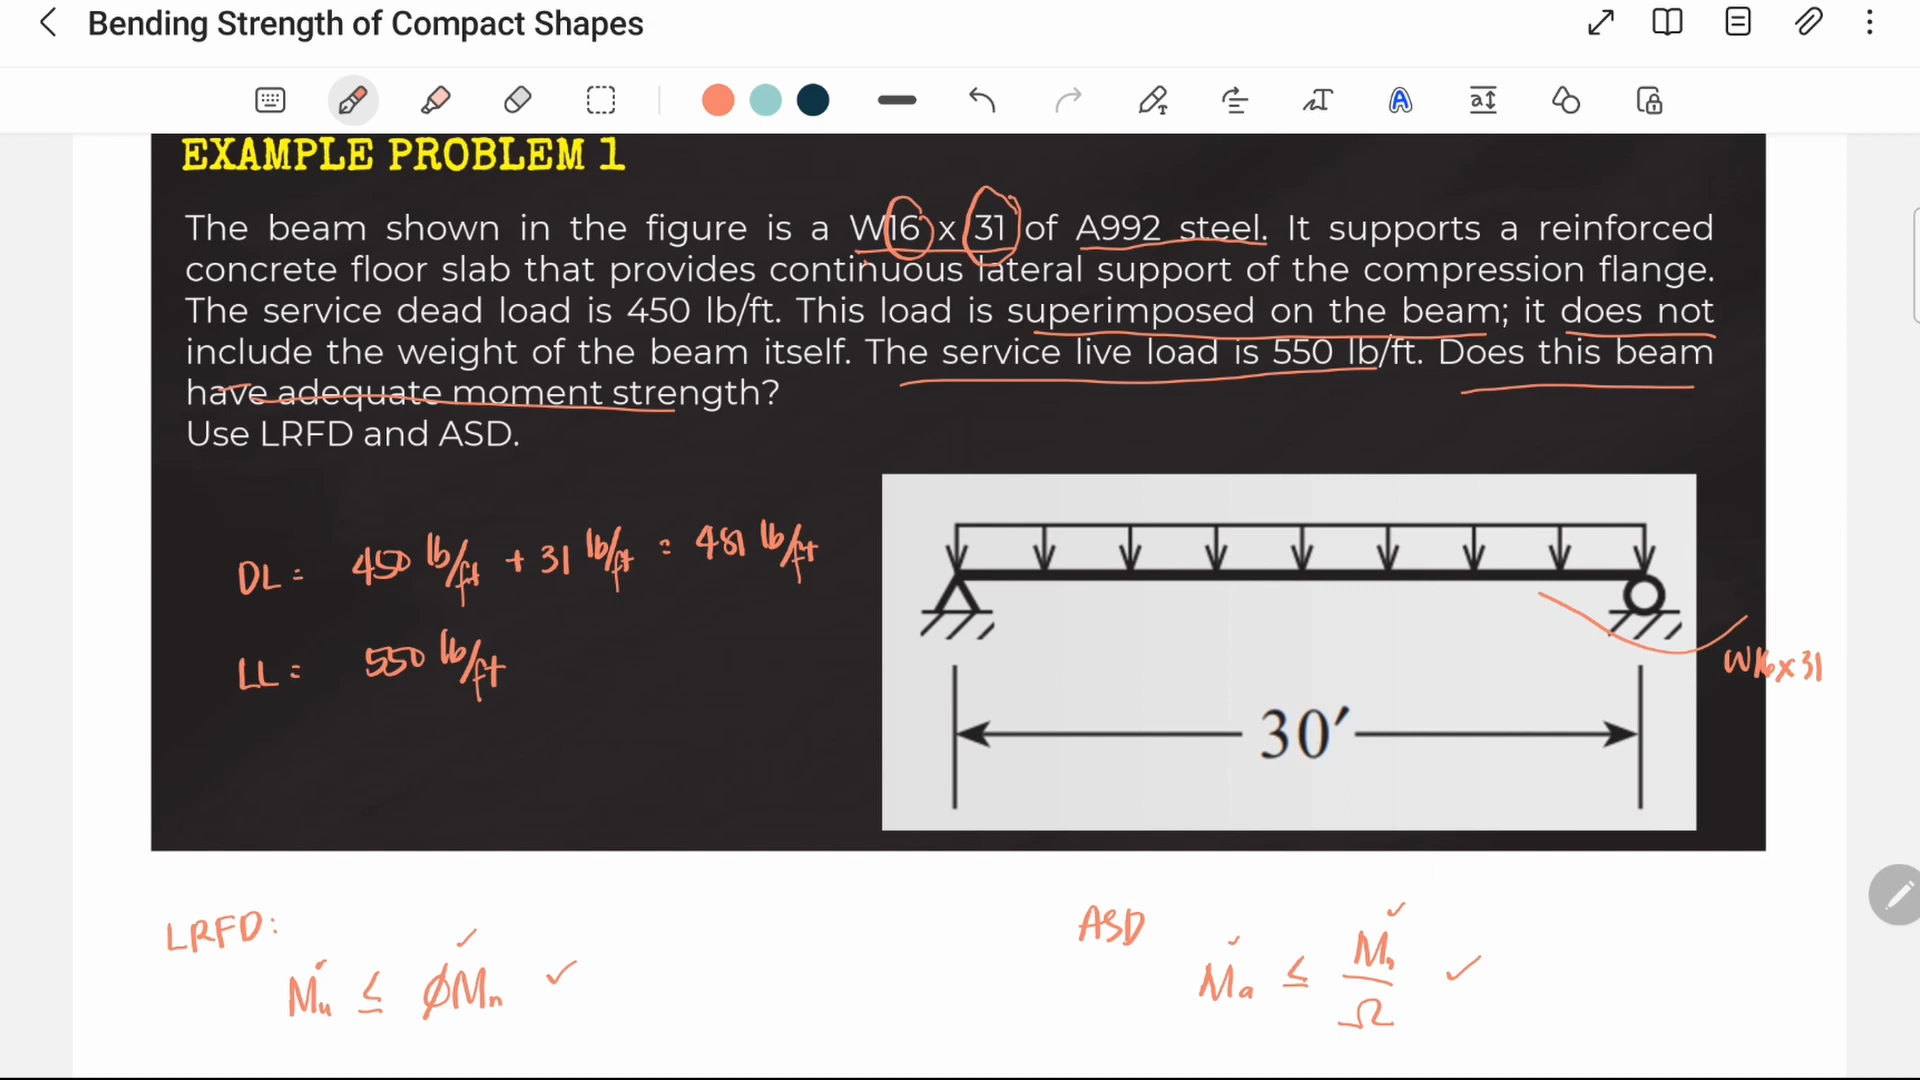 Bending Strength of Compact Shapes
EXAMPLE PROBLEM 1
The beam shown in the figure is a W16 x 31 of A992 steel. It supports a reinforced
concrete floor slab that provides continuous lateral support of the compression flange.
The service dead load is 450 lb/ft. This load is superimposed on the beam; it does not
include the weight of the beam itself. The service live load is 550 lb/ft. Does this beam
have adequate moment strength?
Use LRFD and ASD.
DL = 450 lb/ft + 31 lb/ft = 481 lb/ft
LL = 550 lb/ft
W16x31
30′
LRFD:
Mu ≤ ϕMn ✓
ASD
Ma ≤ Mn/Ω ✓